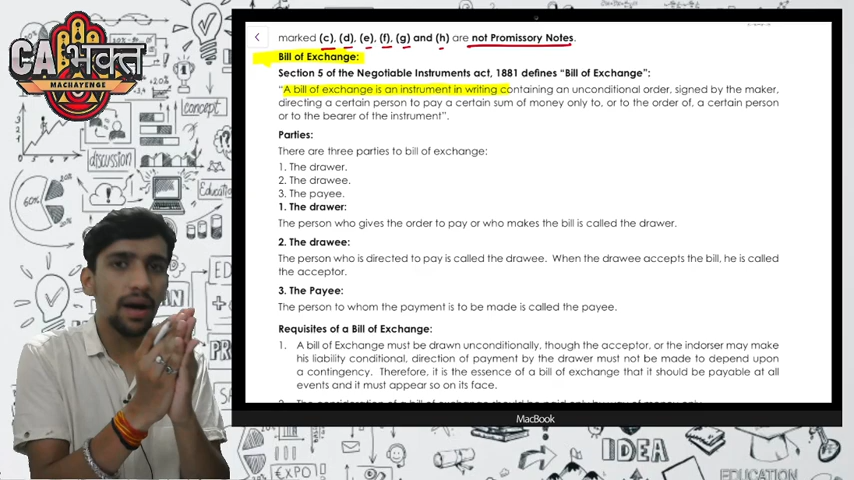 CA भक्त
MACHAYENGE
marked (c), (d), (e), (f), (g) and (h) are not Promissory Notes.
Bill of Exchange:
Section 5 of the Negotiable Instruments act, 1881 defines “Bill of Exchange”:
“A bill of exchange is an instrument in writing containing an unconditional order, signed by the maker,
directing a certain person to pay a certain sum of money only to, or to the order of, a certain person
or to the bearer of the instrument”.
Parties:
There are three parties to bill of exchange:
1. The drawer.
2. The drawee.
3. The payee.
1. The drawer:
The person who gives the order to pay or who makes the bill is called the drawer.
2. The drawee:
The person who is directed to pay is called the drawee. When the drawee accepts the bill, he is called
the acceptor.
3. The Payee:
The person to whom the payment is to be made is called the payee.
Requisites of a Bill of Exchange:
1. A bill of Exchange must be drawn unconditionally, though the acceptor, or the indorser may make
his liability conditional, direction of payment by the drawer must not be made to depend upon
a contingency. Therefore, it is the essence of a bill of exchange that it should be payable at all
events and it must appear so on its face.
MacBook
concept
discussion
60%
20%
EXPO
IDEA
EDUCATION